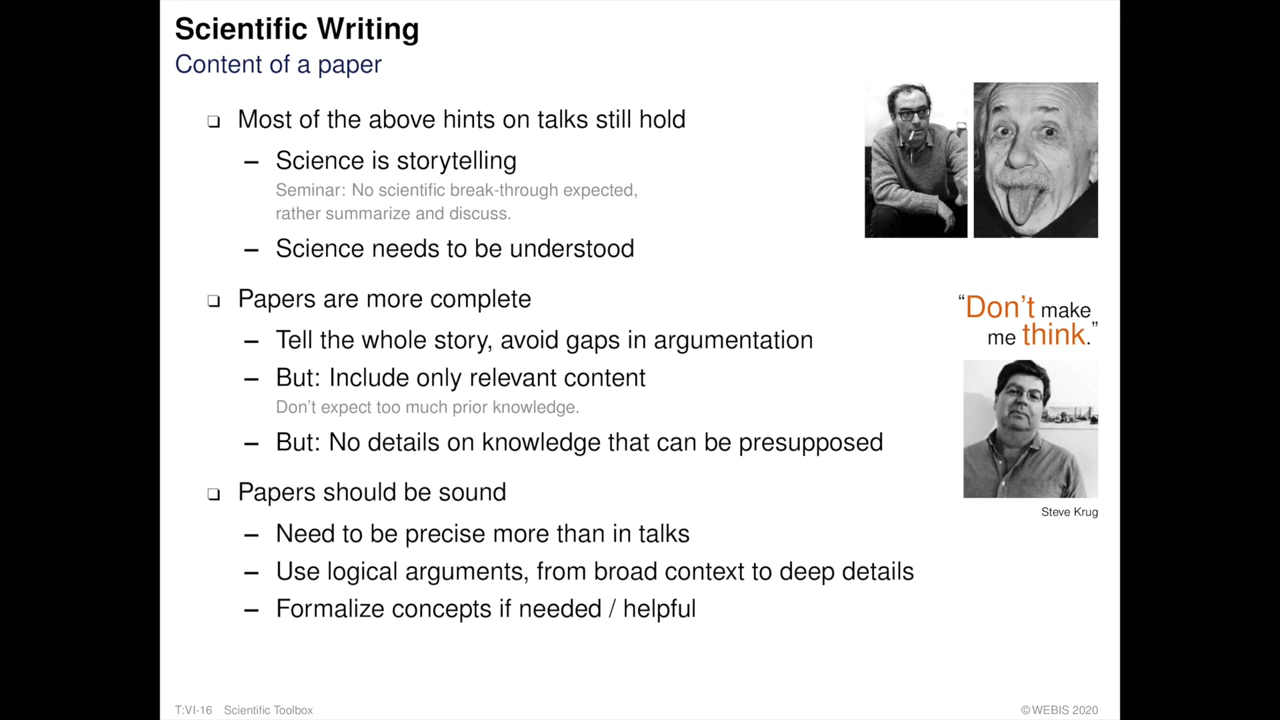 Scientific Writing
Content of a paper
❏ Most of the above hints on talks still hold
– Science is storytelling
Seminar: No scientific break-through expected,
rather summarize and discuss.
– Science needs to be understood
❏ Papers are more complete
– Tell the whole story, avoid gaps in argumentation
– But: Include only relevant content
Don't expect too much prior knowledge.
– But: No details on knowledge that can be presupposed
❏ Papers should be sound
– Need to be precise more than in talks
– Use logical arguments, from broad context to deep details
– Formalize concepts if needed / helpful
“Don't make
me think.”
Steve Krug
T:VI-16 Scientific Toolbox
©WEBIS 2020